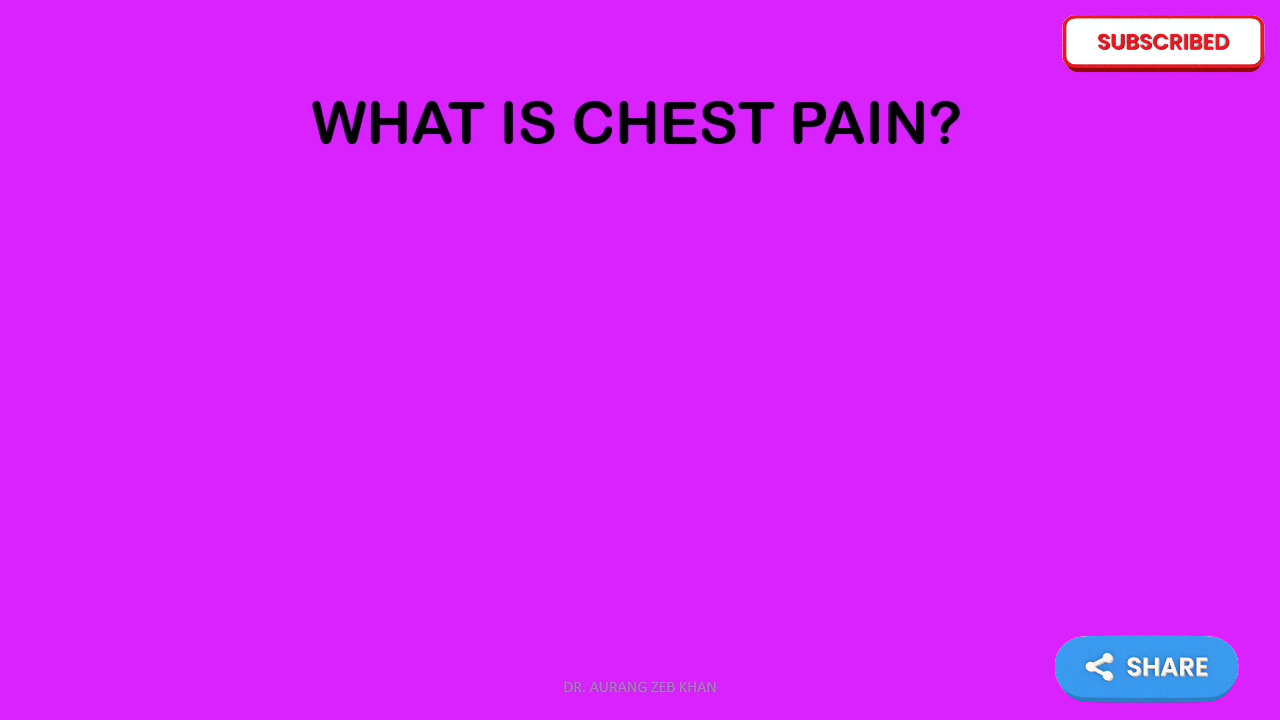 SUBSCRIBED
WHAT IS CHEST PAIN?
SHARE
DR. AURANG ZEB KHAN